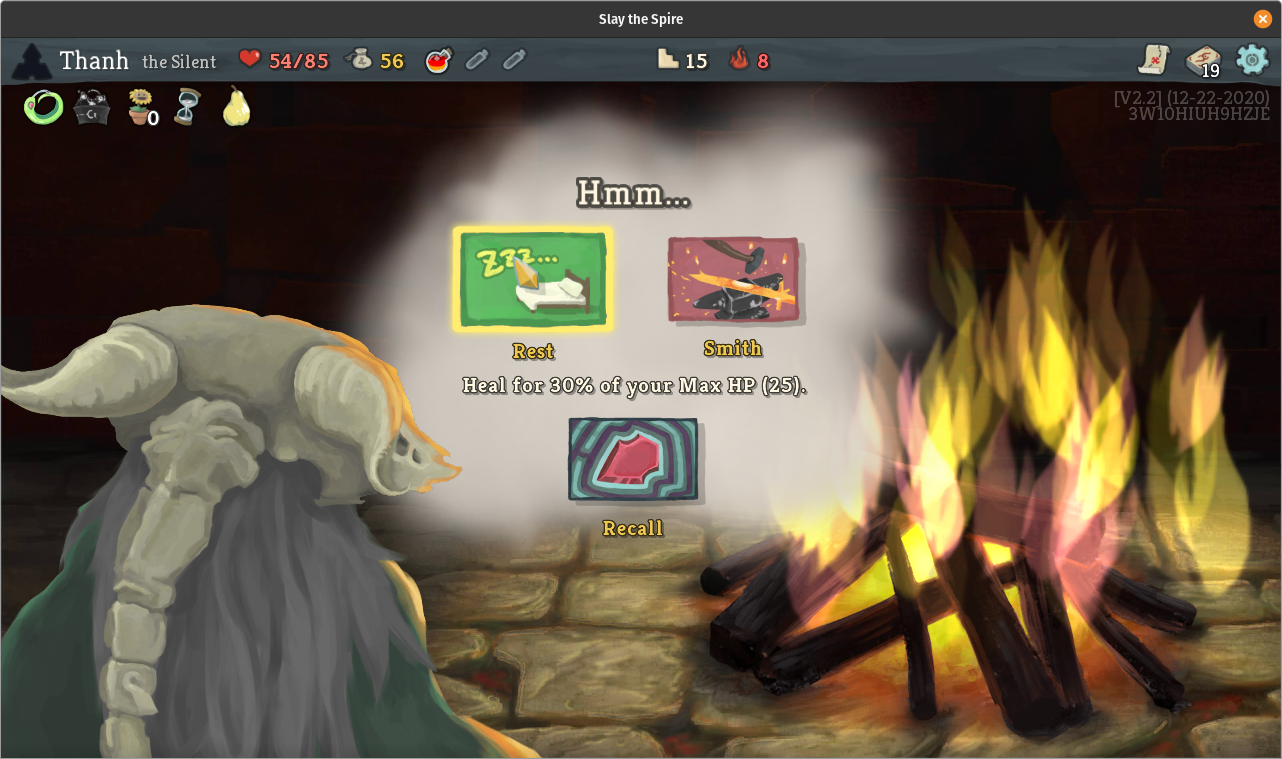 Slay the Spire
Thanh the Silent 54/85 56 15 8 19
0
[V2.2] (12-22-2020)
3W10HIUH9HZJE
Hmm...
ZZZ...
Rest
Smith
Heal for 30% of your Max HP (25).
Recall